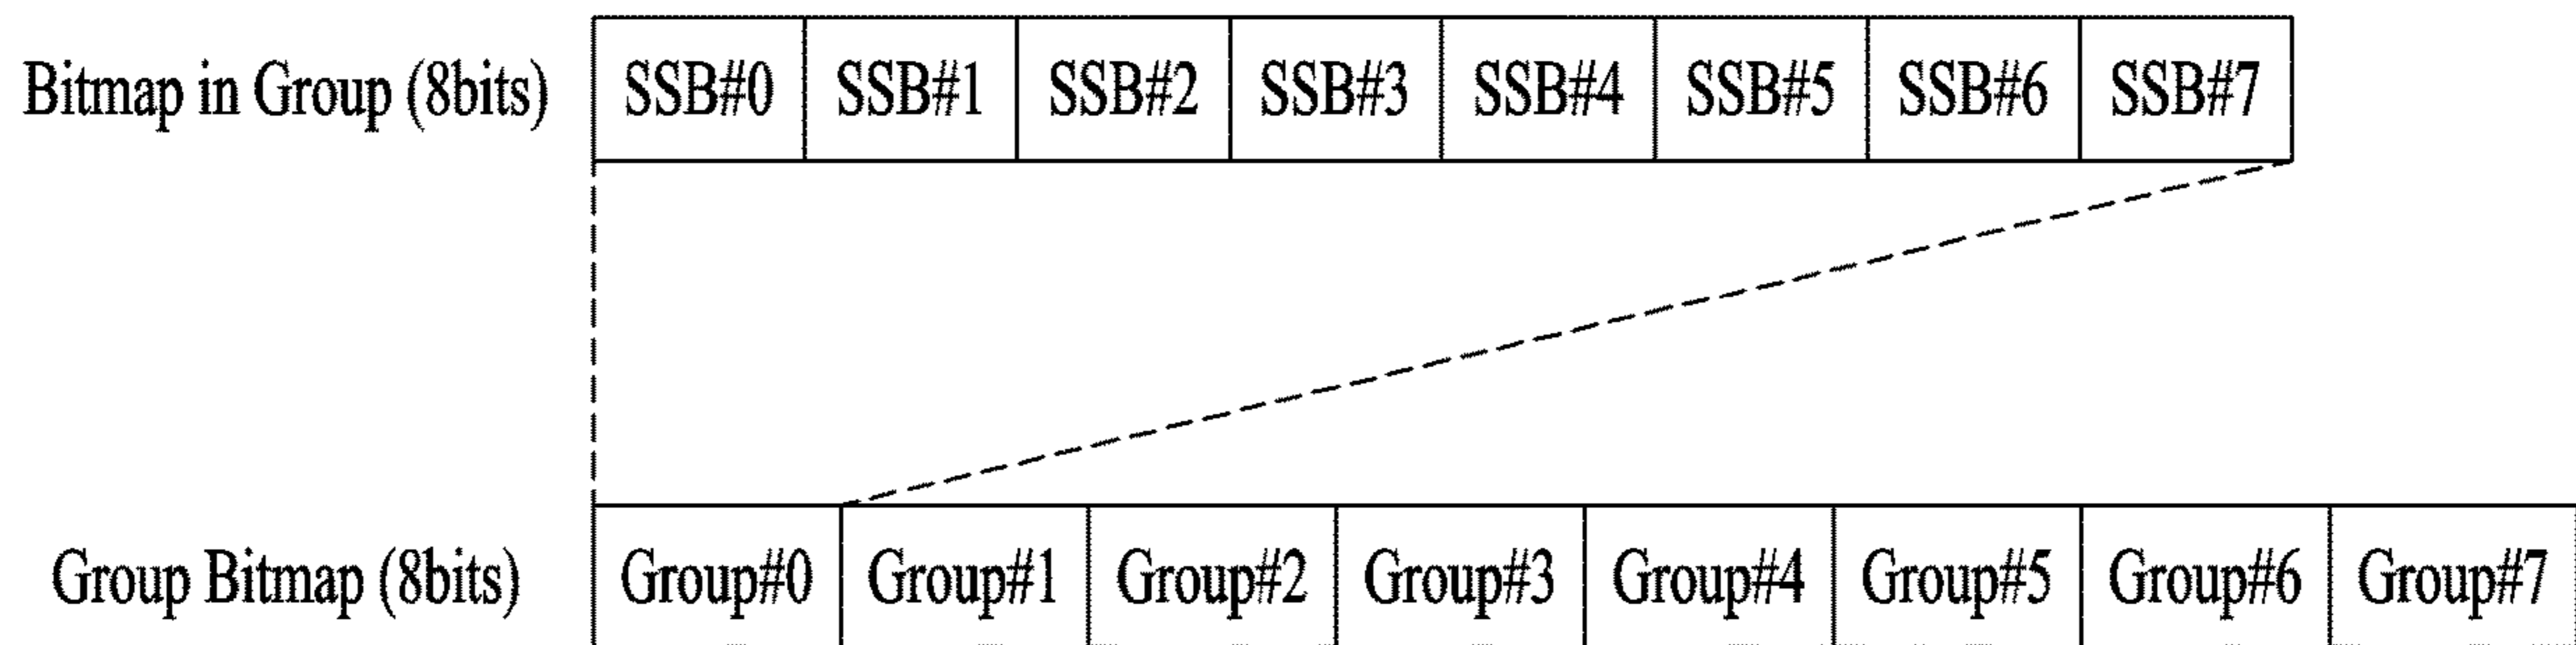 Bitmap in Group (8bits) SSB#0 SSB#1 SSB#2 SSB#3 SSB#4 SSB#5 SSB#6 SSB#7
Group Bitmap (8bits) Group#0 Group#1 Group#2 Group#3 Group#4 Group#5 Group#6 Group#7